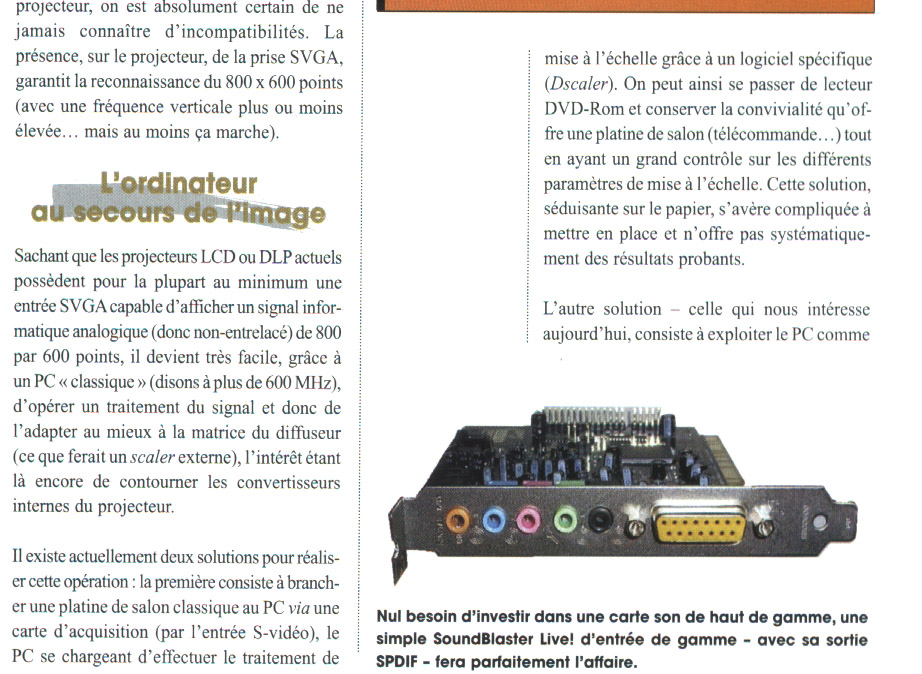 projecteur, on est absolument certain de ne
jamais connaître d'incompatibilités. La
présence, sur le projecteur, de la prise SVGA,
garantit la reconnaissance du 800 x 600 points
(avec une fréquence verticale plus ou moins
élevée… mais au moins ça marche).
L'ordinateur
au secours de l'image
Sachant que les projecteurs LCD ou DLP actuels
possèdent pour la plupart au minimum une
entrée SVGA capable d'afficher un signal infor-
matique analogique (donc non-entrelacé) de 800
par 600 points, il devient très facile, grâce à
un PC « classique » (disons à plus de 600 MHz),
d'opérer un traitement du signal et donc de
l'adapter au mieux à la matrice du diffuseur
(ce que ferait un scaler externe), l'intérêt étant
là encore de contourner les convertisseurs
internes du projecteur.
Il existe actuellement deux solutions pour réalis-
er cette opération : la première consiste à branch-
er une platine de salon classique au PC via une
carte d'acquisition (par l'entrée S-vidéo), le
PC se chargeant d'effectuer le traitement de
mise à l'échelle grâce à un logiciel spécifique
(Dscaler). On peut ainsi se passer de lecteur
DVD-Rom et conserver la convivialité qu'of-
fre une platine de salon (télécommande…) tout
en ayant un grand contrôle sur les différents
paramètres de mise à l'échelle. Cette solution,
séduisante sur le papier, s'avère compliquée à
mettre en place et n'offre pas systématique-
ment des résultats probants.
L'autre solution – celle qui nous intéresse
aujourd'hui, consiste à exploiter le PC comme
Nul besoin d'investir dans une carte son de haut de gamme, une
simple SoundBlaster Live! d'entrée de gamme – avec sa sortie
SPDIF – fera parfaitement l'affaire.